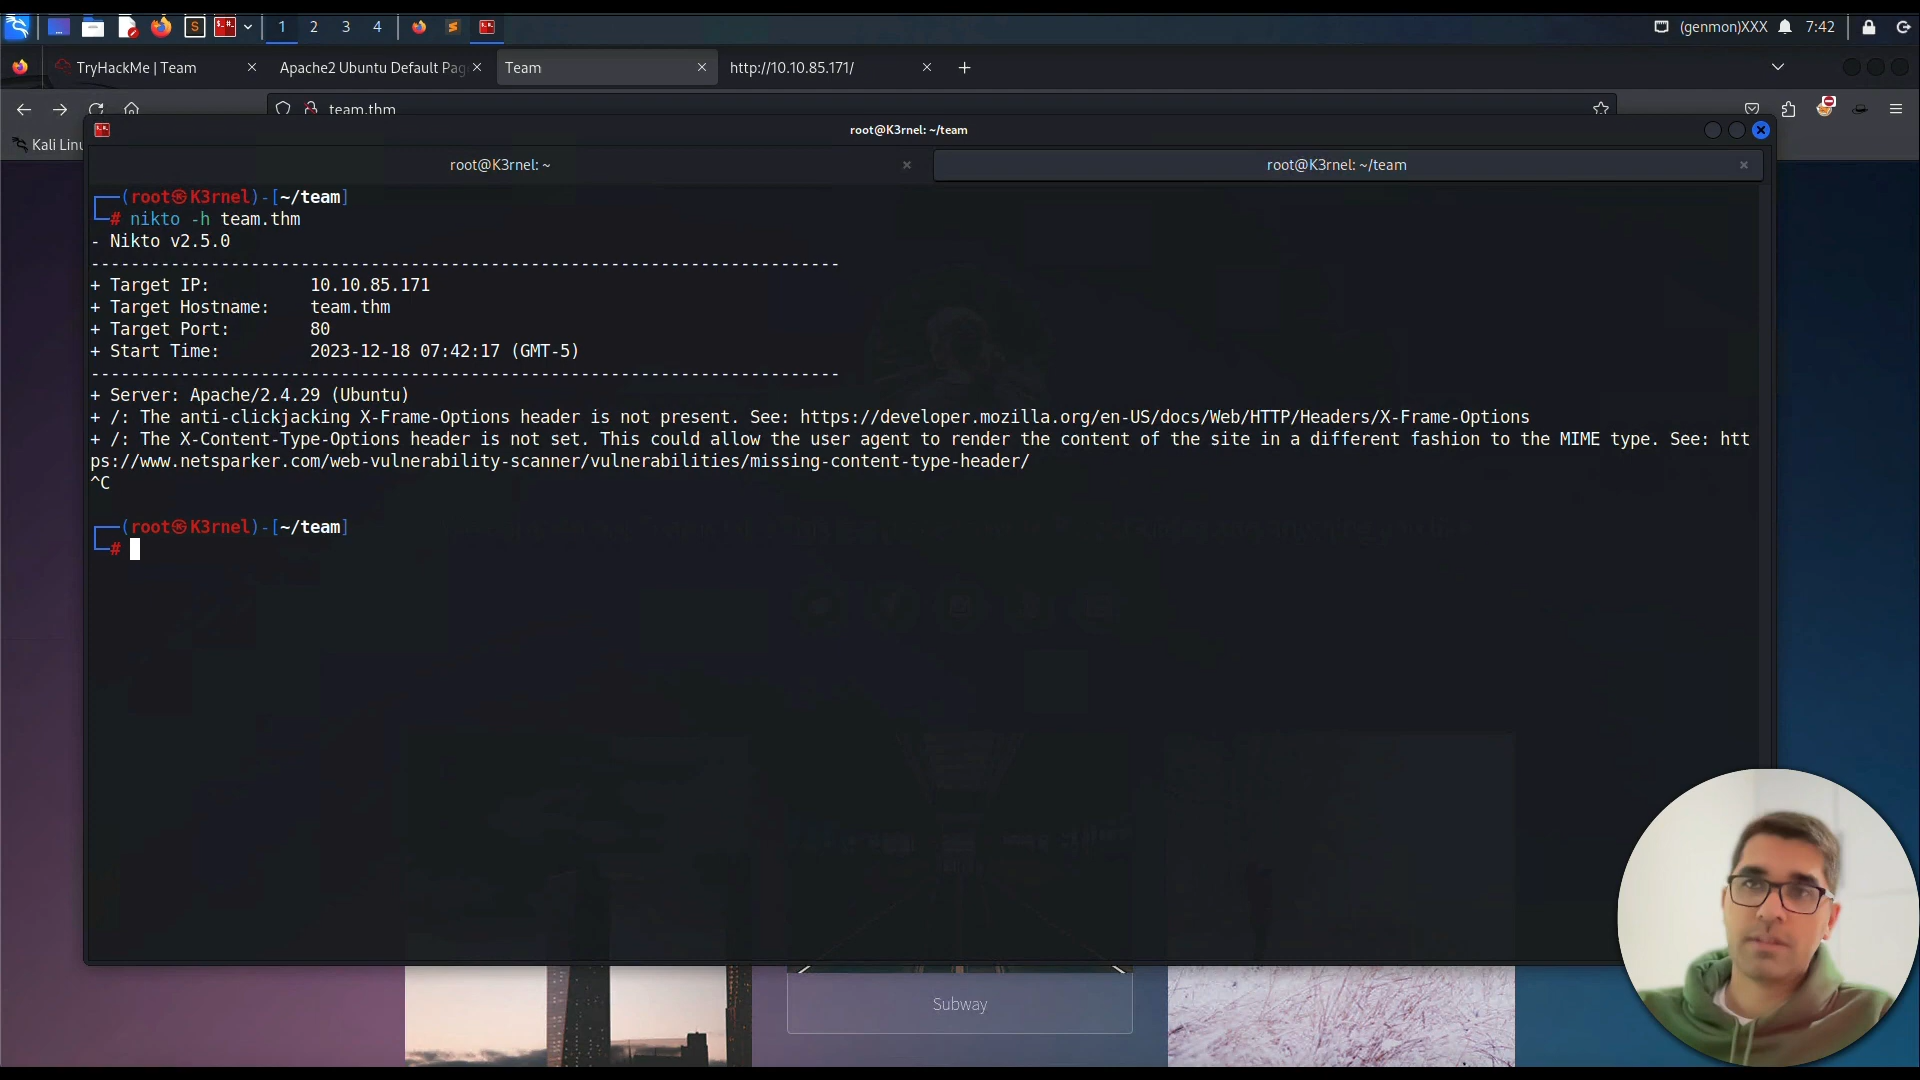 1 2 3 4 (genmon)XXX 7:42
TryHackMe | Team Apache2 Ubuntu Default Pag Team http://10.10.85.171/
team.thm
Kali Linu
root@K3rnel: ~/team
root@K3rnel: ~ root@K3rnel: ~/team
┌──(root㉿K3rnel)-[~/team]
└─# nikto -h team.thm
- Nikto v2.5.0
---------------------------------------------------------------------------
+ Target IP: 10.10.85.171
+ Target Hostname: team.thm
+ Target Port: 80
+ Start Time: 2023-12-18 07:42:17 (GMT-5)
---------------------------------------------------------------------------
+ Server: Apache/2.4.29 (Ubuntu)
+ /: The anti-clickjacking X-Frame-Options header is not present. See: https://developer.mozilla.org/en-US/docs/Web/HTTP/Headers/X-Frame-Options
+ /: The X-Content-Type-Options header is not set. This could allow the user agent to render the content of the site in a different fashion to the MIME type. See: htt
ps://www.netsparker.com/web-vulnerability-scanner/vulnerabilities/missing-content-type-header/
^C
┌──(root㉿K3rnel)-[~/team]
└─#
Subway